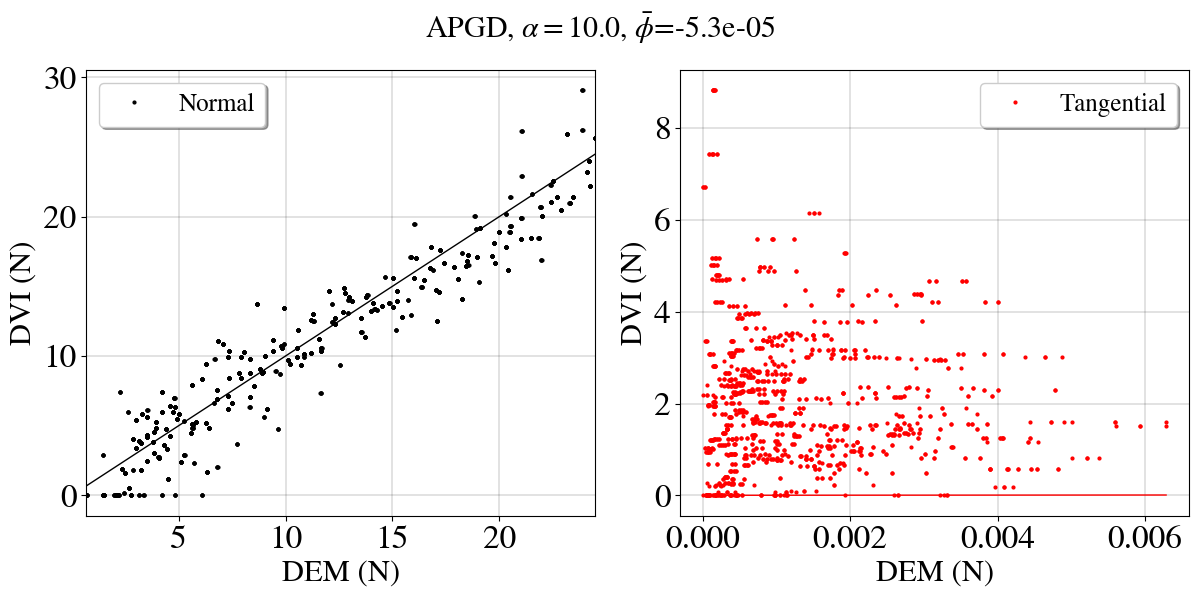 APGD, α = 10.0, ϕ̄=-5.3e-05
Normal
30
20
10
0
DVI (N)
5 10 15 20
DEM (N)
Tangential
8
6
4
2
0
DVI (N)
0.000 0.002 0.004 0.006
DEM (N)